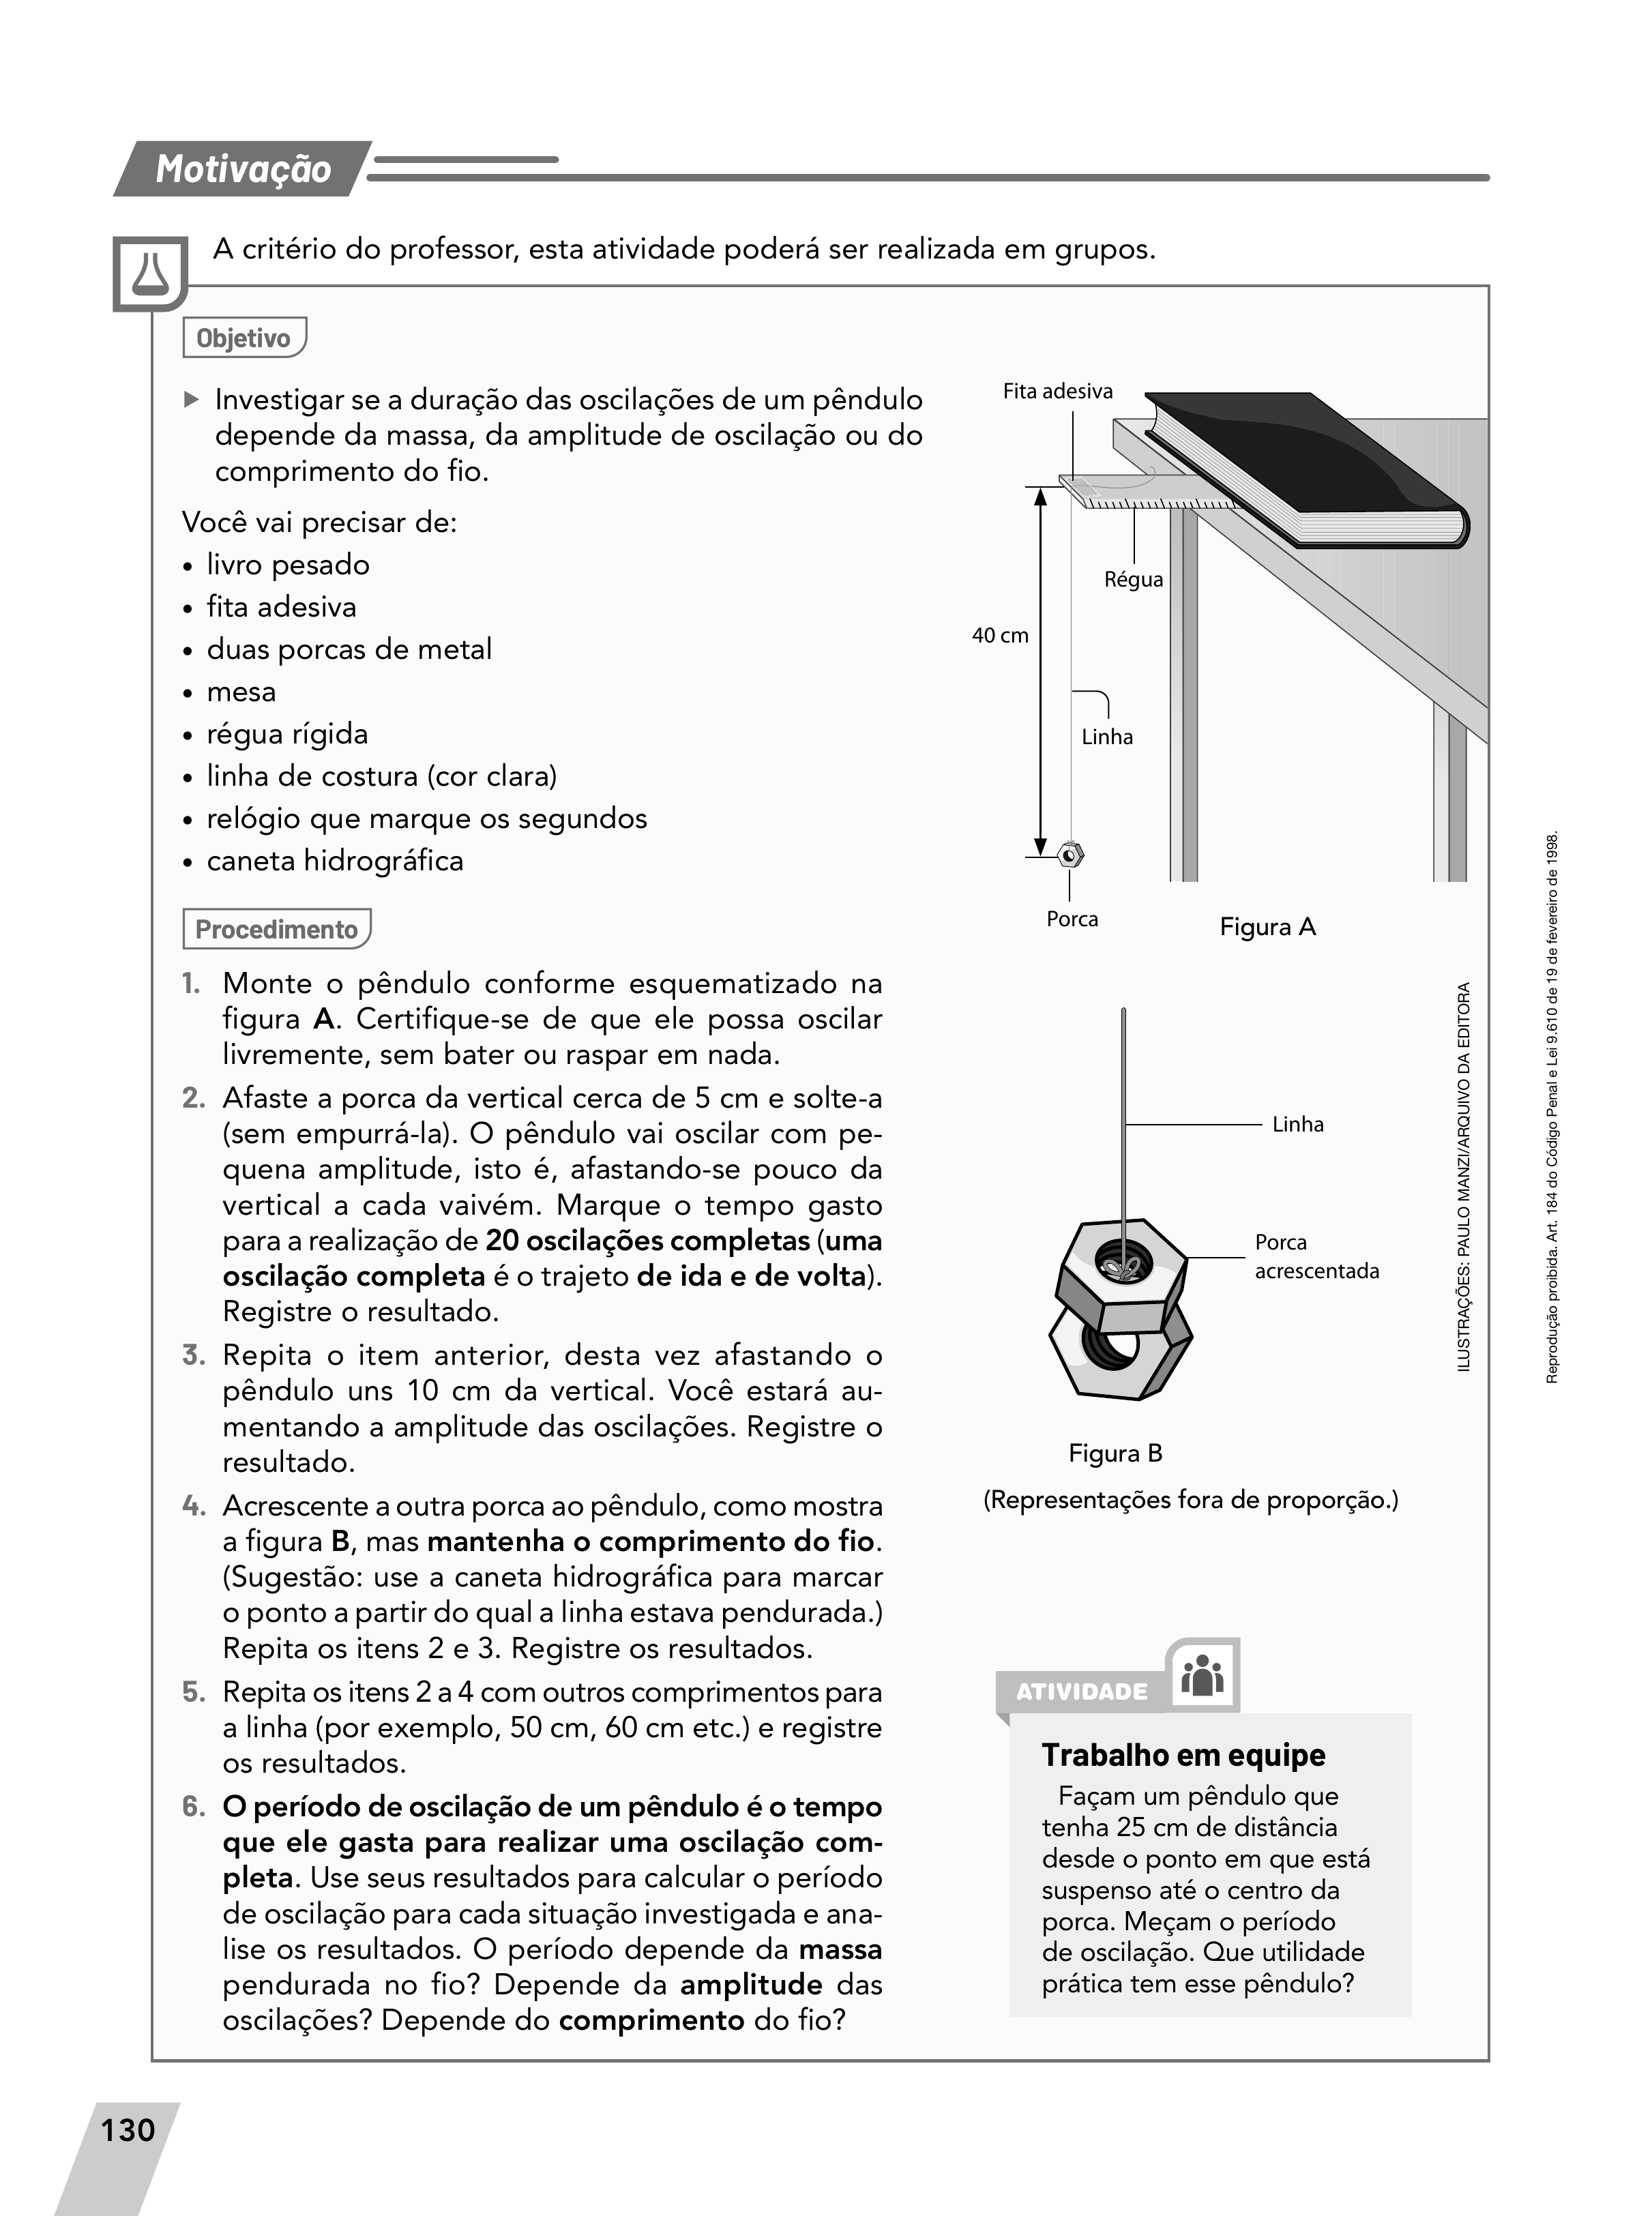 Motivação
A critério do professor, esta atividade poderá ser realizada em grupos.
Objetivo
Investigar se a duração das oscilações de um pêndulo
depende da massa, da amplitude de oscilação ou do
comprimento do fio.
Você vai precisar de:
• livro pesado
• fita adesiva
• duas porcas de metal
• mesa
• régua rígida
• linha de costura (cor clara)
• relógio que marque os segundos
• caneta hidrográfica
Fita adesiva
Régua
40 cm
Linha
Porca
Figura A
Procedimento
1. Monte o pêndulo conforme esquematizado na
figura A. Certifique-se de que ele possa oscilar
livremente, sem bater ou raspar em nada.
2. Afaste a porca da vertical cerca de 5 cm e solte-a
(sem empurrá-la). O pêndulo vai oscilar com pe-
quena amplitude, isto é, afastando-se pouco da
vertical a cada vaivém. Marque o tempo gasto
para a realização de 20 oscilações completas (uma
oscilação completa é o trajeto de ida e de volta).
Registre o resultado.
3. Repita o item anterior, desta vez afastando o
pêndulo uns 10 cm da vertical. Você estará au-
mentando a amplitude das oscilações. Registre o
resultado.
4. Acrescente a outra porca ao pêndulo, como mostra
a figura B, mas mantenha o comprimento do fio.
(Sugestão: use a caneta hidrográfica para marcar
o ponto a partir do qual a linha estava pendurada.)
Repita os itens 2 e 3. Registre os resultados.
5. Repita os itens 2 a 4 com outros comprimentos para
a linha (por exemplo, 50 cm, 60 cm etc.) e registre
os resultados.
6. O período de oscilação de um pêndulo é o tempo
que ele gasta para realizar uma oscilação com-
pleta. Use seus resultados para calcular o período
de oscilação para cada situação investigada e ana-
lise os resultados. O período depende da massa
pendurada no fio? Depende da amplitude das
oscilações? Depende do comprimento do fio?
Linha
Porca
acrescentada
Figura B
(Representações fora de proporção.)
ILUSTRAÇÕES: PAULO MANZI/ARQUIVO DA EDITORA
Reprodução proibida. Art. 184 do Código Penal e Lei 9.610 de 19 de fevereiro de 1998.
ATIVIDADE
Trabalho em equipe
Façam um pêndulo que
tenha 25 cm de distância
desde o ponto em que está
suspenso até o centro da
porca. Meçam o período
de oscilação. Que utilidade
prática tem esse pêndulo?
130